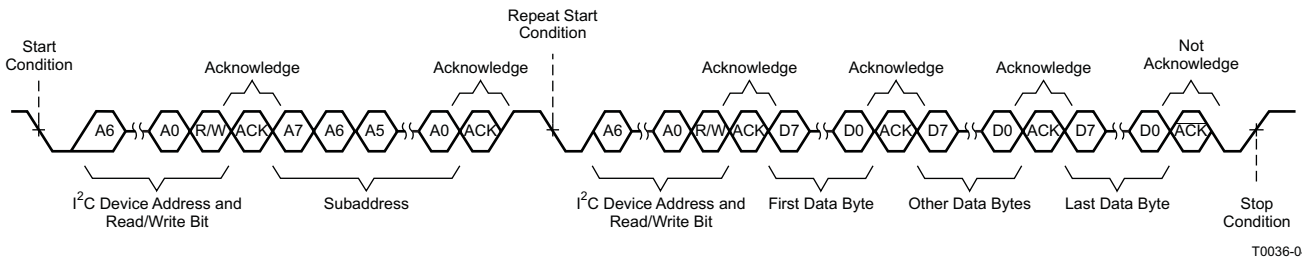 Repeat Start
Condition
Start
Condition
Acknowledge
Acknowledge
Acknowledge
Acknowledge
Acknowledge
Not
Acknowledge
A6 A0 R/W ACK A7 A6 A5 A0 ACK A6 A0 R/W ACK D7 D0 ACK D7 D0 ACK D7 D0 ACK
I2C Device Address and
Read/Write Bit
Subaddress
I2C Device Address and
Read/Write Bit
First Data Byte
Other Data Bytes
Last Data Byte
Stop
Condition
T0036-0